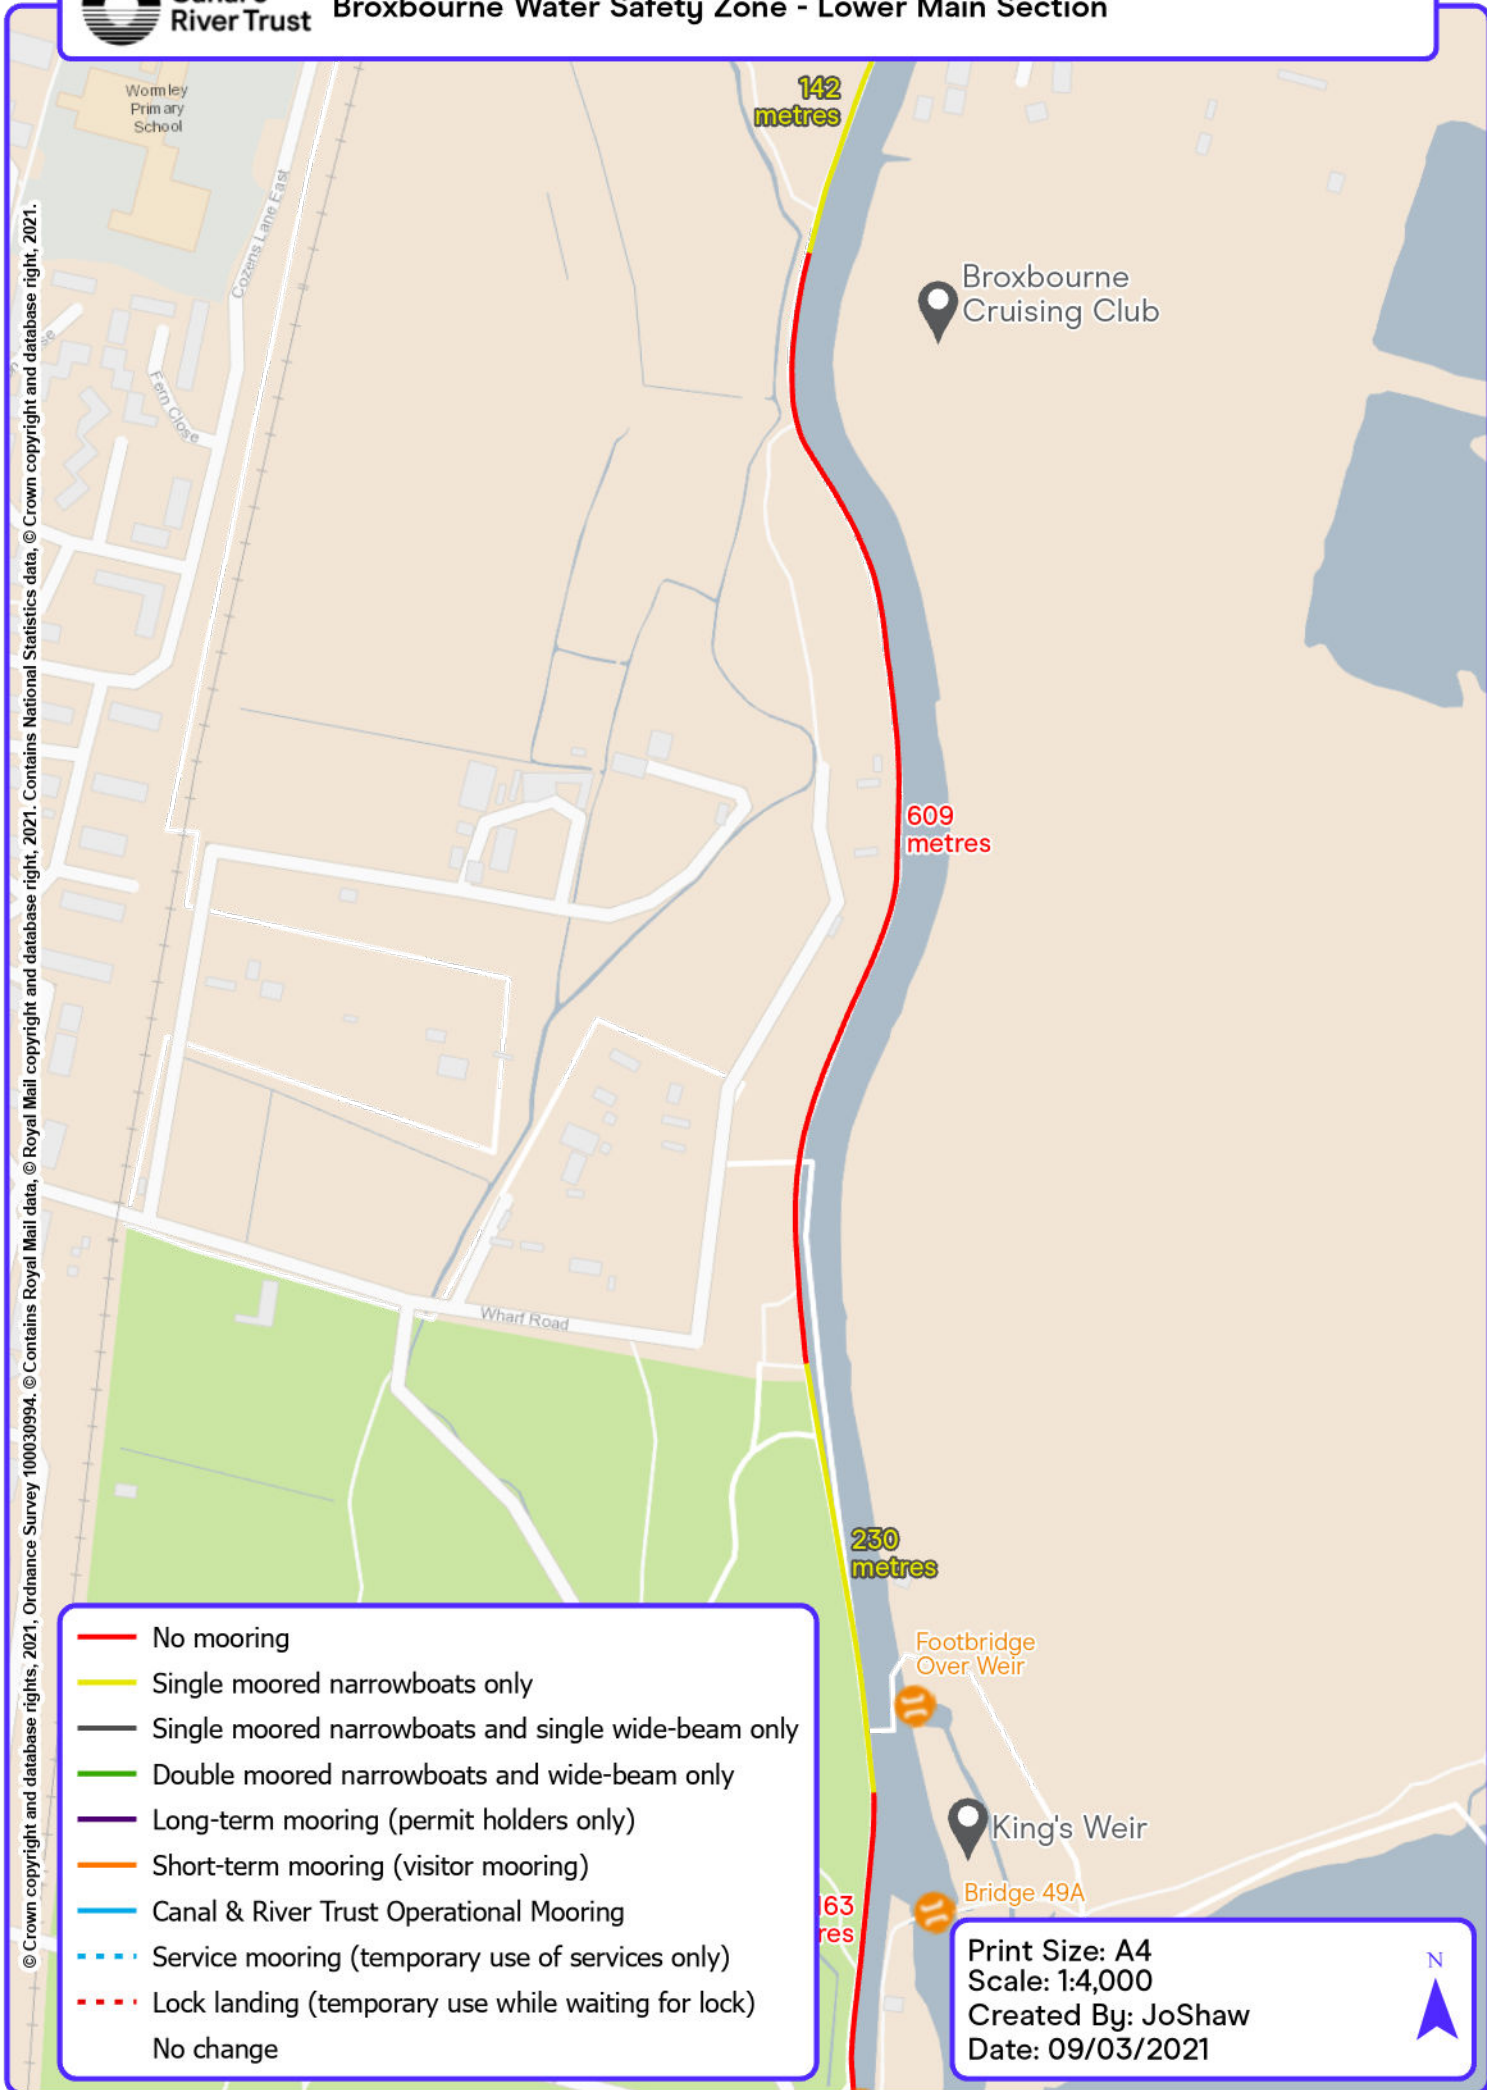 River Trust
Broxbourne Water Safety Zone - Lower Main Section
Wormley
Primary
School
Cozens Lane East
Fern Close
142
metres
Broxbourne
Cruising Club
609
metres
Wharf Road
230
metres
Footbridge
Over Weir
King's Weir
Bridge 49A
163
res
No mooring
Single moored narrowboats only
Single moored narrowboats and single wide-beam only
Double moored narrowboats and wide-beam only
Long-term mooring (permit holders only)
Short-term mooring (visitor mooring)
Canal & River Trust Operational Mooring
Service mooring (temporary use of services only)
Lock landing (temporary use while waiting for lock)
No change
Print Size: A4
Scale: 1:4,000
Created By: JoShaw
Date: 09/03/2021
N
© Crown copyright and database rights, 2021, Ordnance Survey 100030994. © Contains Royal Mail data, © Royal Mail copyright and database right, 2021. Contains National Statistics data, © Crown copyright and database right, 2021.